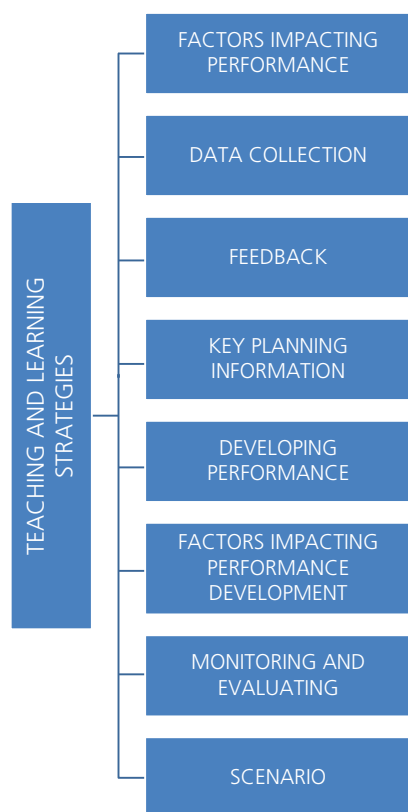 TEACHING AND LEARNING
STRATEGIES
FACTORS IMPACTING
PERFORMANCE
DATA COLLECTION
FEEDBACK
KEY PLANNING
INFORMATION
DEVELOPING
PERFORMANCE
FACTORS IMPACTING
PERFORMANCE
DEVELOPMENT
MONITORING AND
EVALUATING
SCENARIO